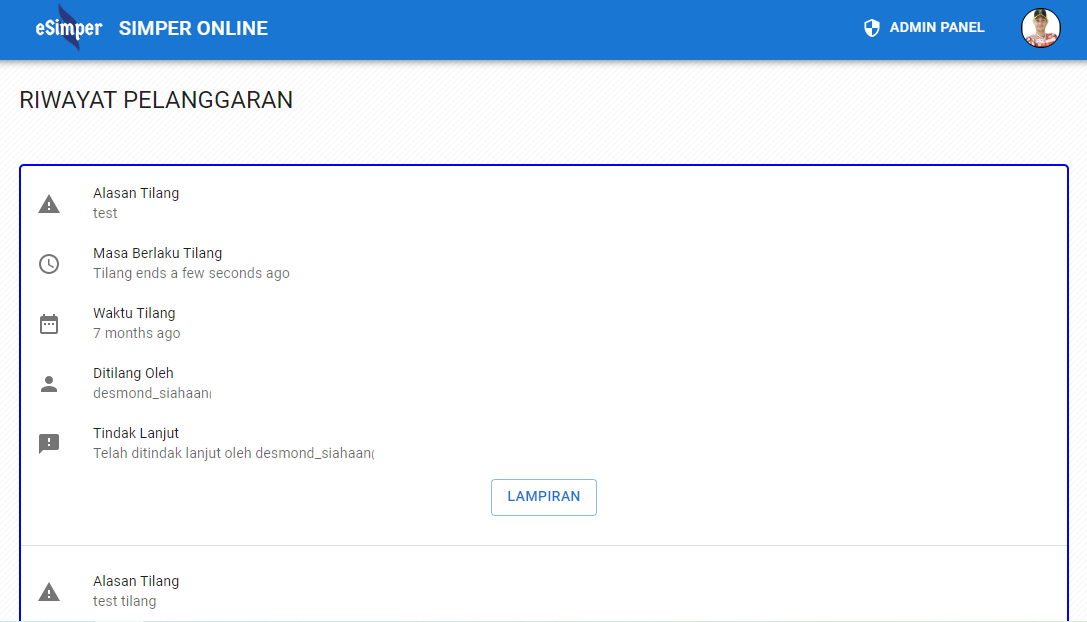 eSimper SIMPER ONLINE ADMIN PANEL
RIWAYAT PELANGGARAN
Alasan Tilang
test
Masa Berlaku Tilang
Tilang ends a few seconds ago
Waktu Tilang
7 months ago
Ditilang Oleh
desmond_siahaan(
Tindak Lanjut
Telah ditindak lanjut oleh desmond_siahaan(
LAMPIRAN
Alasan Tilang
test tilang